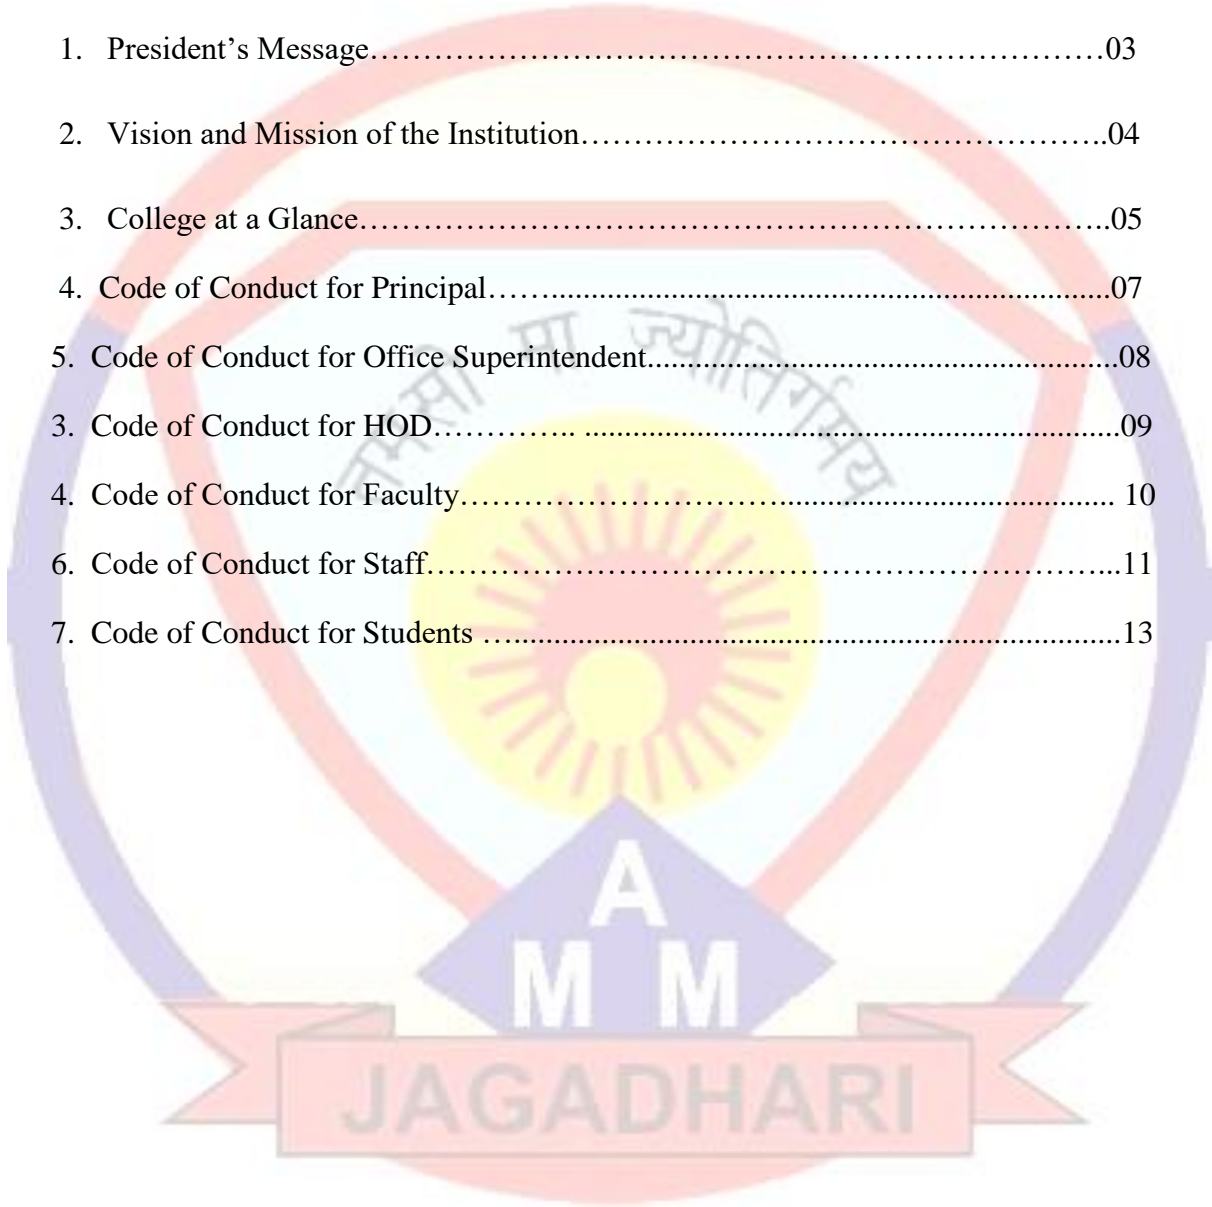 1. President’s Message……………………………………………………………03
2. Vision and Mission of the Institution…………………………………………..04
3. College at a Glance……………………………………………………………..05
4. Code of Conduct for Principal……............................................................................07
5. Code of Conduct for Office Superintendent................................................................08
3. Code of Conduct for HOD………….. .........................................................................09
4. Code of Conduct for Faculty…………………………............................................. 10
6. Code of Conduct for Staff………………………………………………………...11
7. Code of Conduct for Students …......................................................................................13
तमसो मा ज्योतिर्गमय
A
M M
JAGADHARI